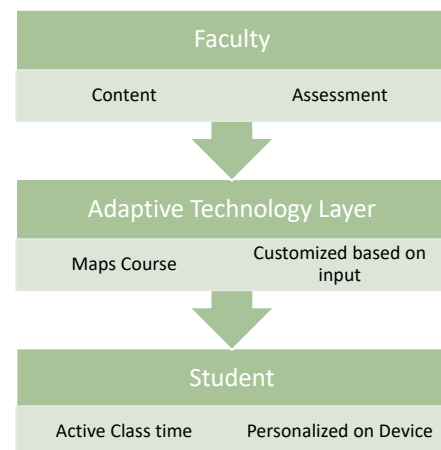 Faculty
Content
Assessment
Adaptive Technology Layer
Maps Course
Customized based on
input
Student
Active Class time
Personalized on Device